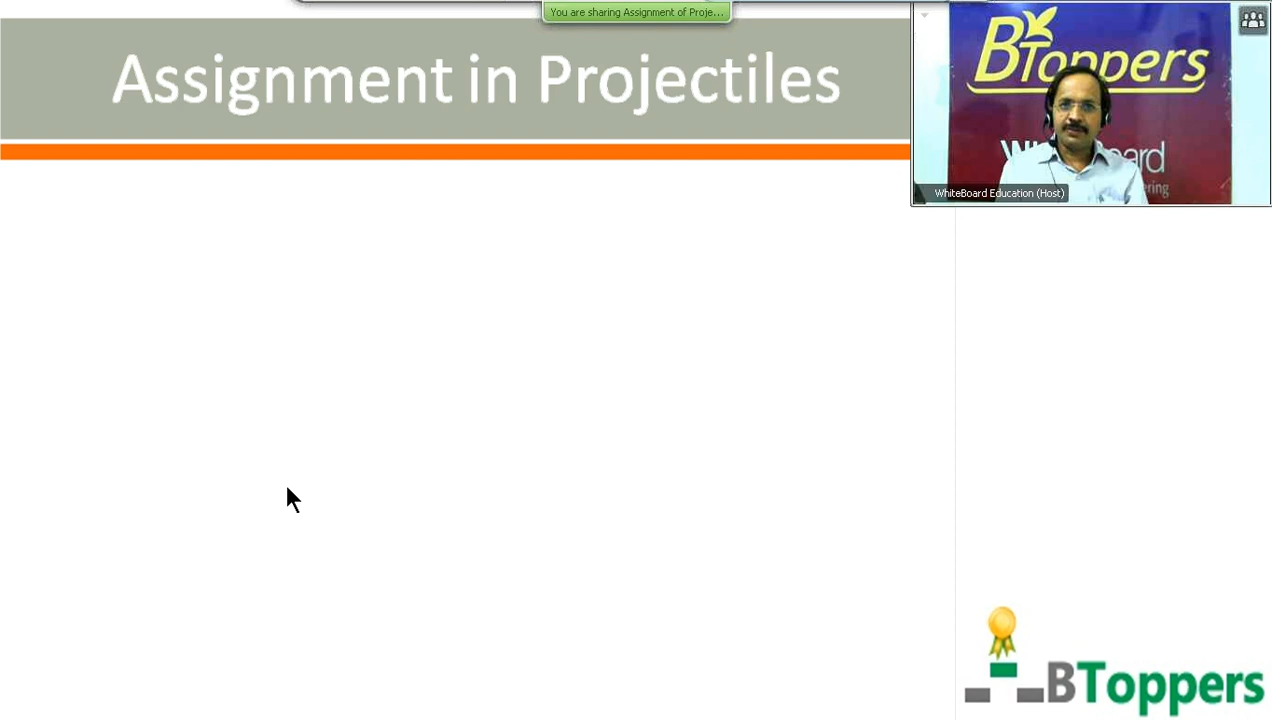 You are sharing Assignment of Proje...
Assignment in Projectiles
BToppers
WhiteBoard Education (Host)
BToppers